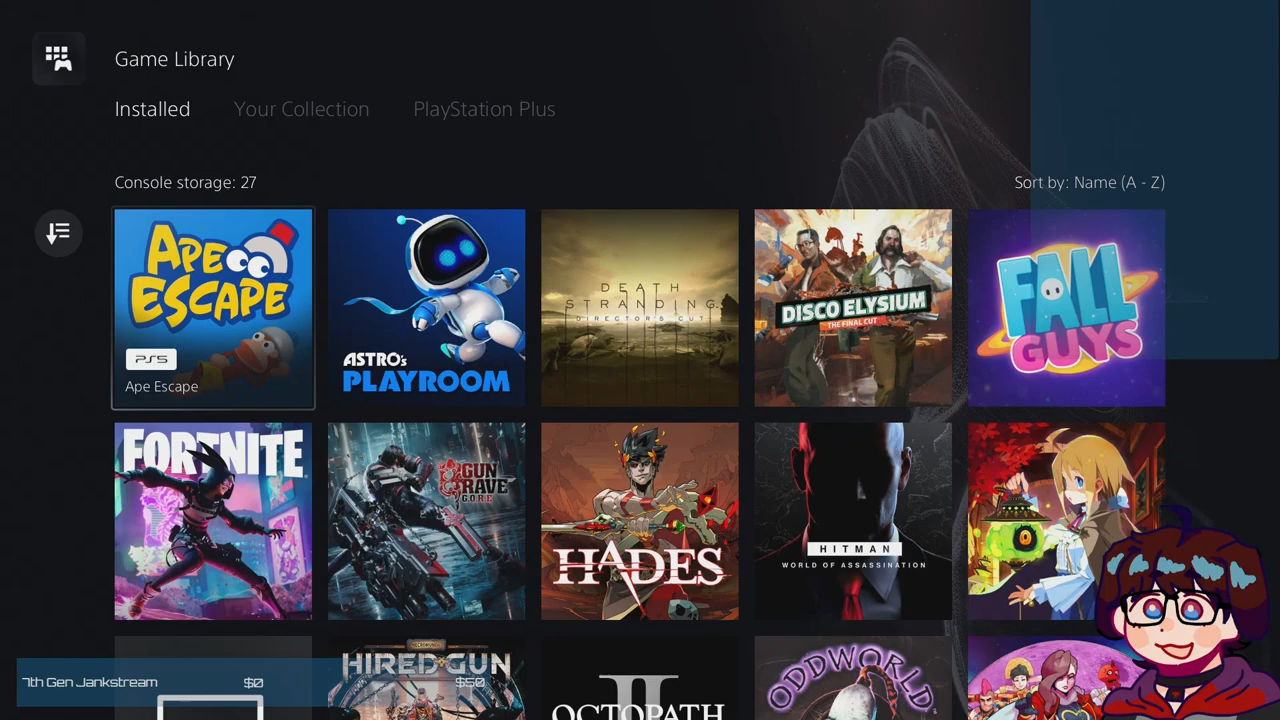 Game Library
Installed
Your Collection
PlayStation Plus
Console storage: 27
Sort by: Name (A - Z)
APE
ESCAPE
PS5
Ape Escape
ASTRO's
PLAYROOM
DEATH
STRANDING
DIRECTOR'S CUT
DISCO ELYSIUM
THE FINAL CUT
FALL
GUYS
FORTNITE
GUN
GRAVE
G.O.R.E
HADES
HITMAN
WORLD OF ASSASSINATION
7th Gen Jankstream
$0
$50
HIRED GUN
II
OCTOPATH
ODDWORLD